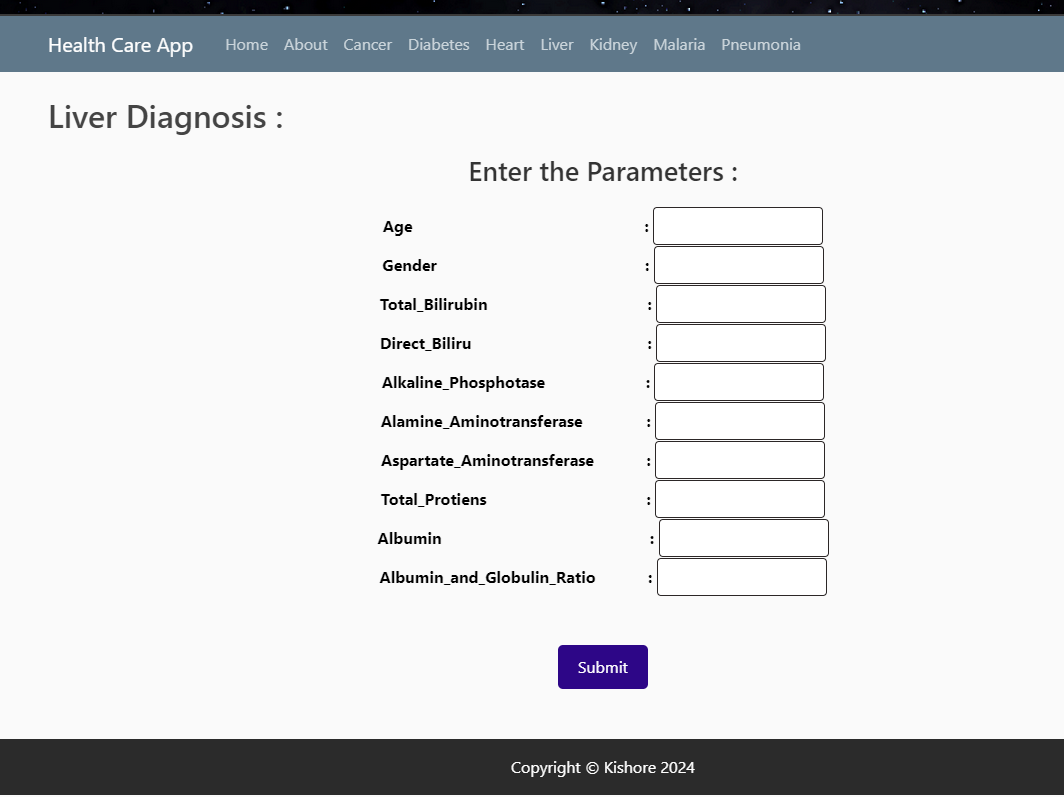 Health Care App Home About Cancer Diabetes Heart Liver Kidney Malaria Pneumonia
Liver Diagnosis :
Enter the Parameters :
Age :
Gender :
Total_Bilirubin :
Direct_Biliru :
Alkaline_Phosphotase :
Alamine_Aminotransferase :
Aspartate_Aminotransferase :
Total_Protiens :
Albumin :
Albumin_and_Globulin_Ratio :
Submit
Copyright © Kishore 2024